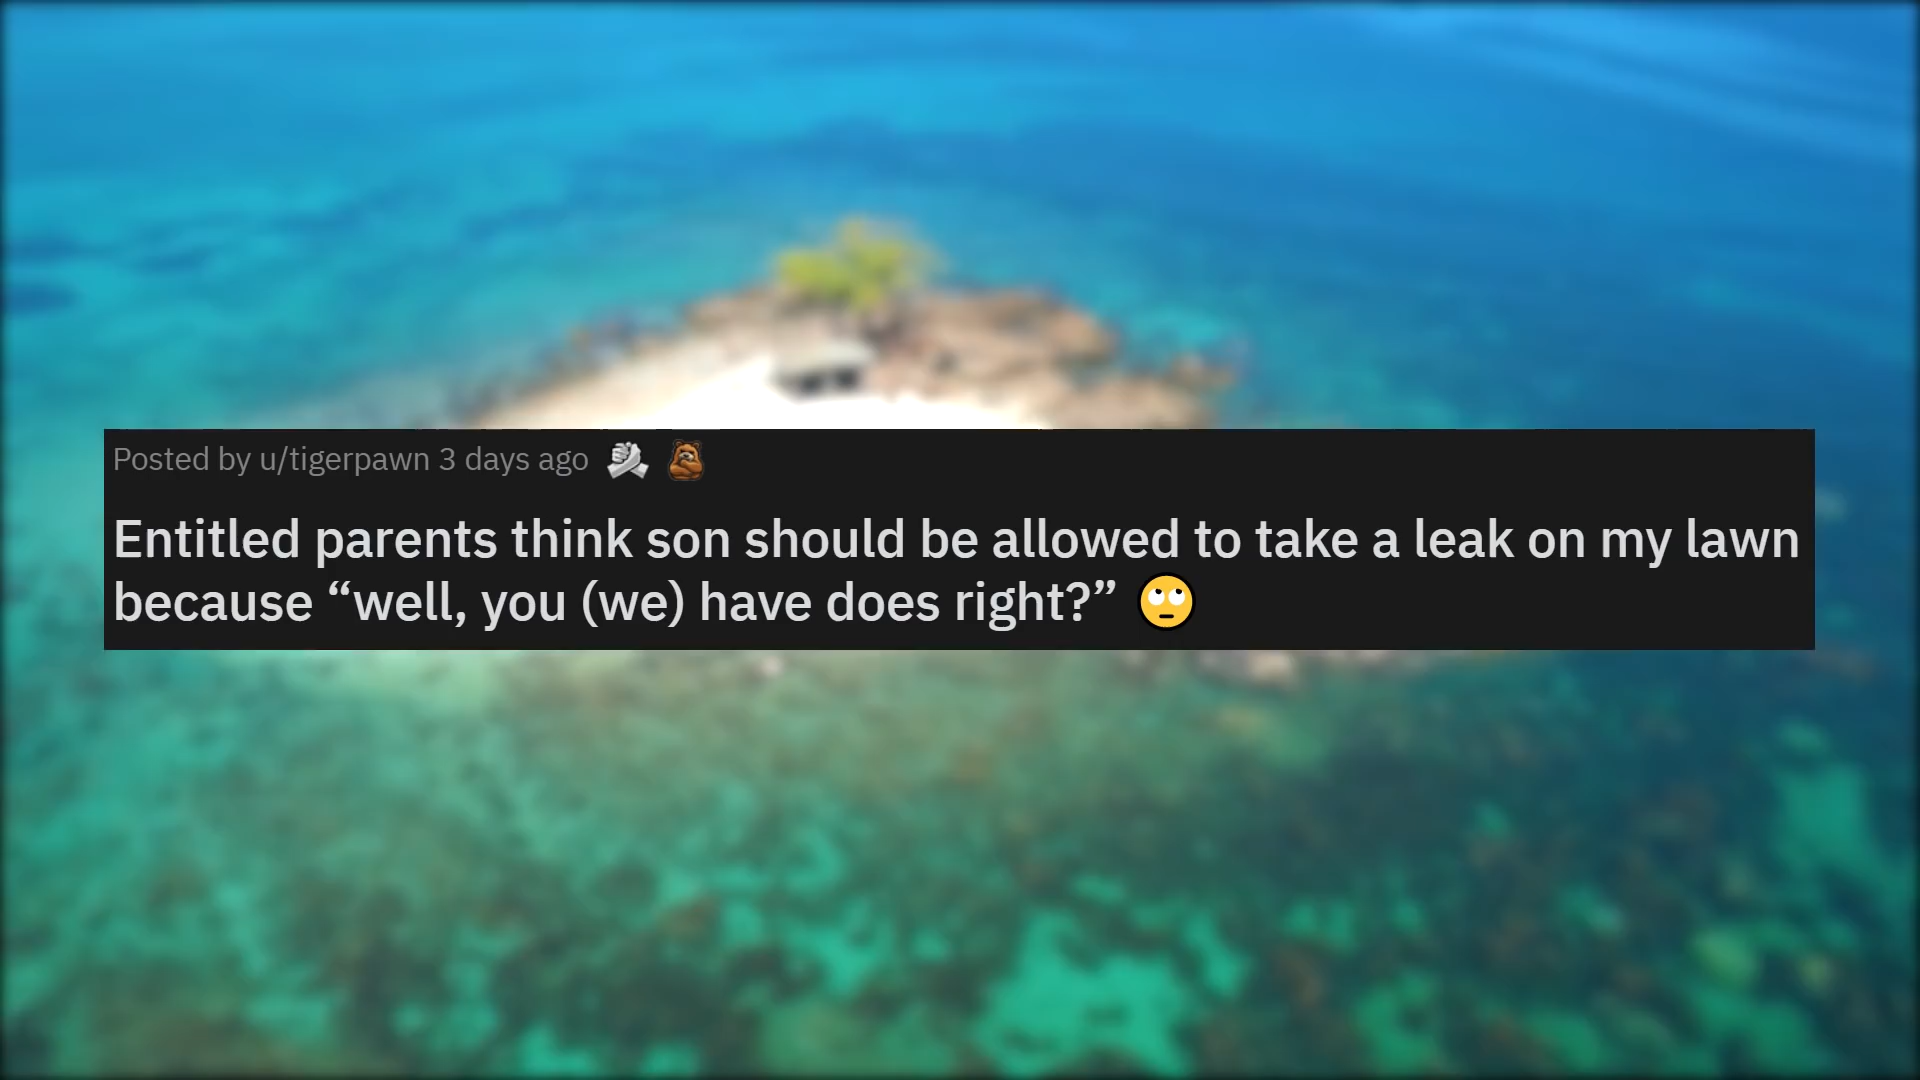 Posted by u/tigerpawn 3 days ago
Entitled parents think son should be allowed to take a leak on my lawn
because “well, you (we) have does right?” 🙄